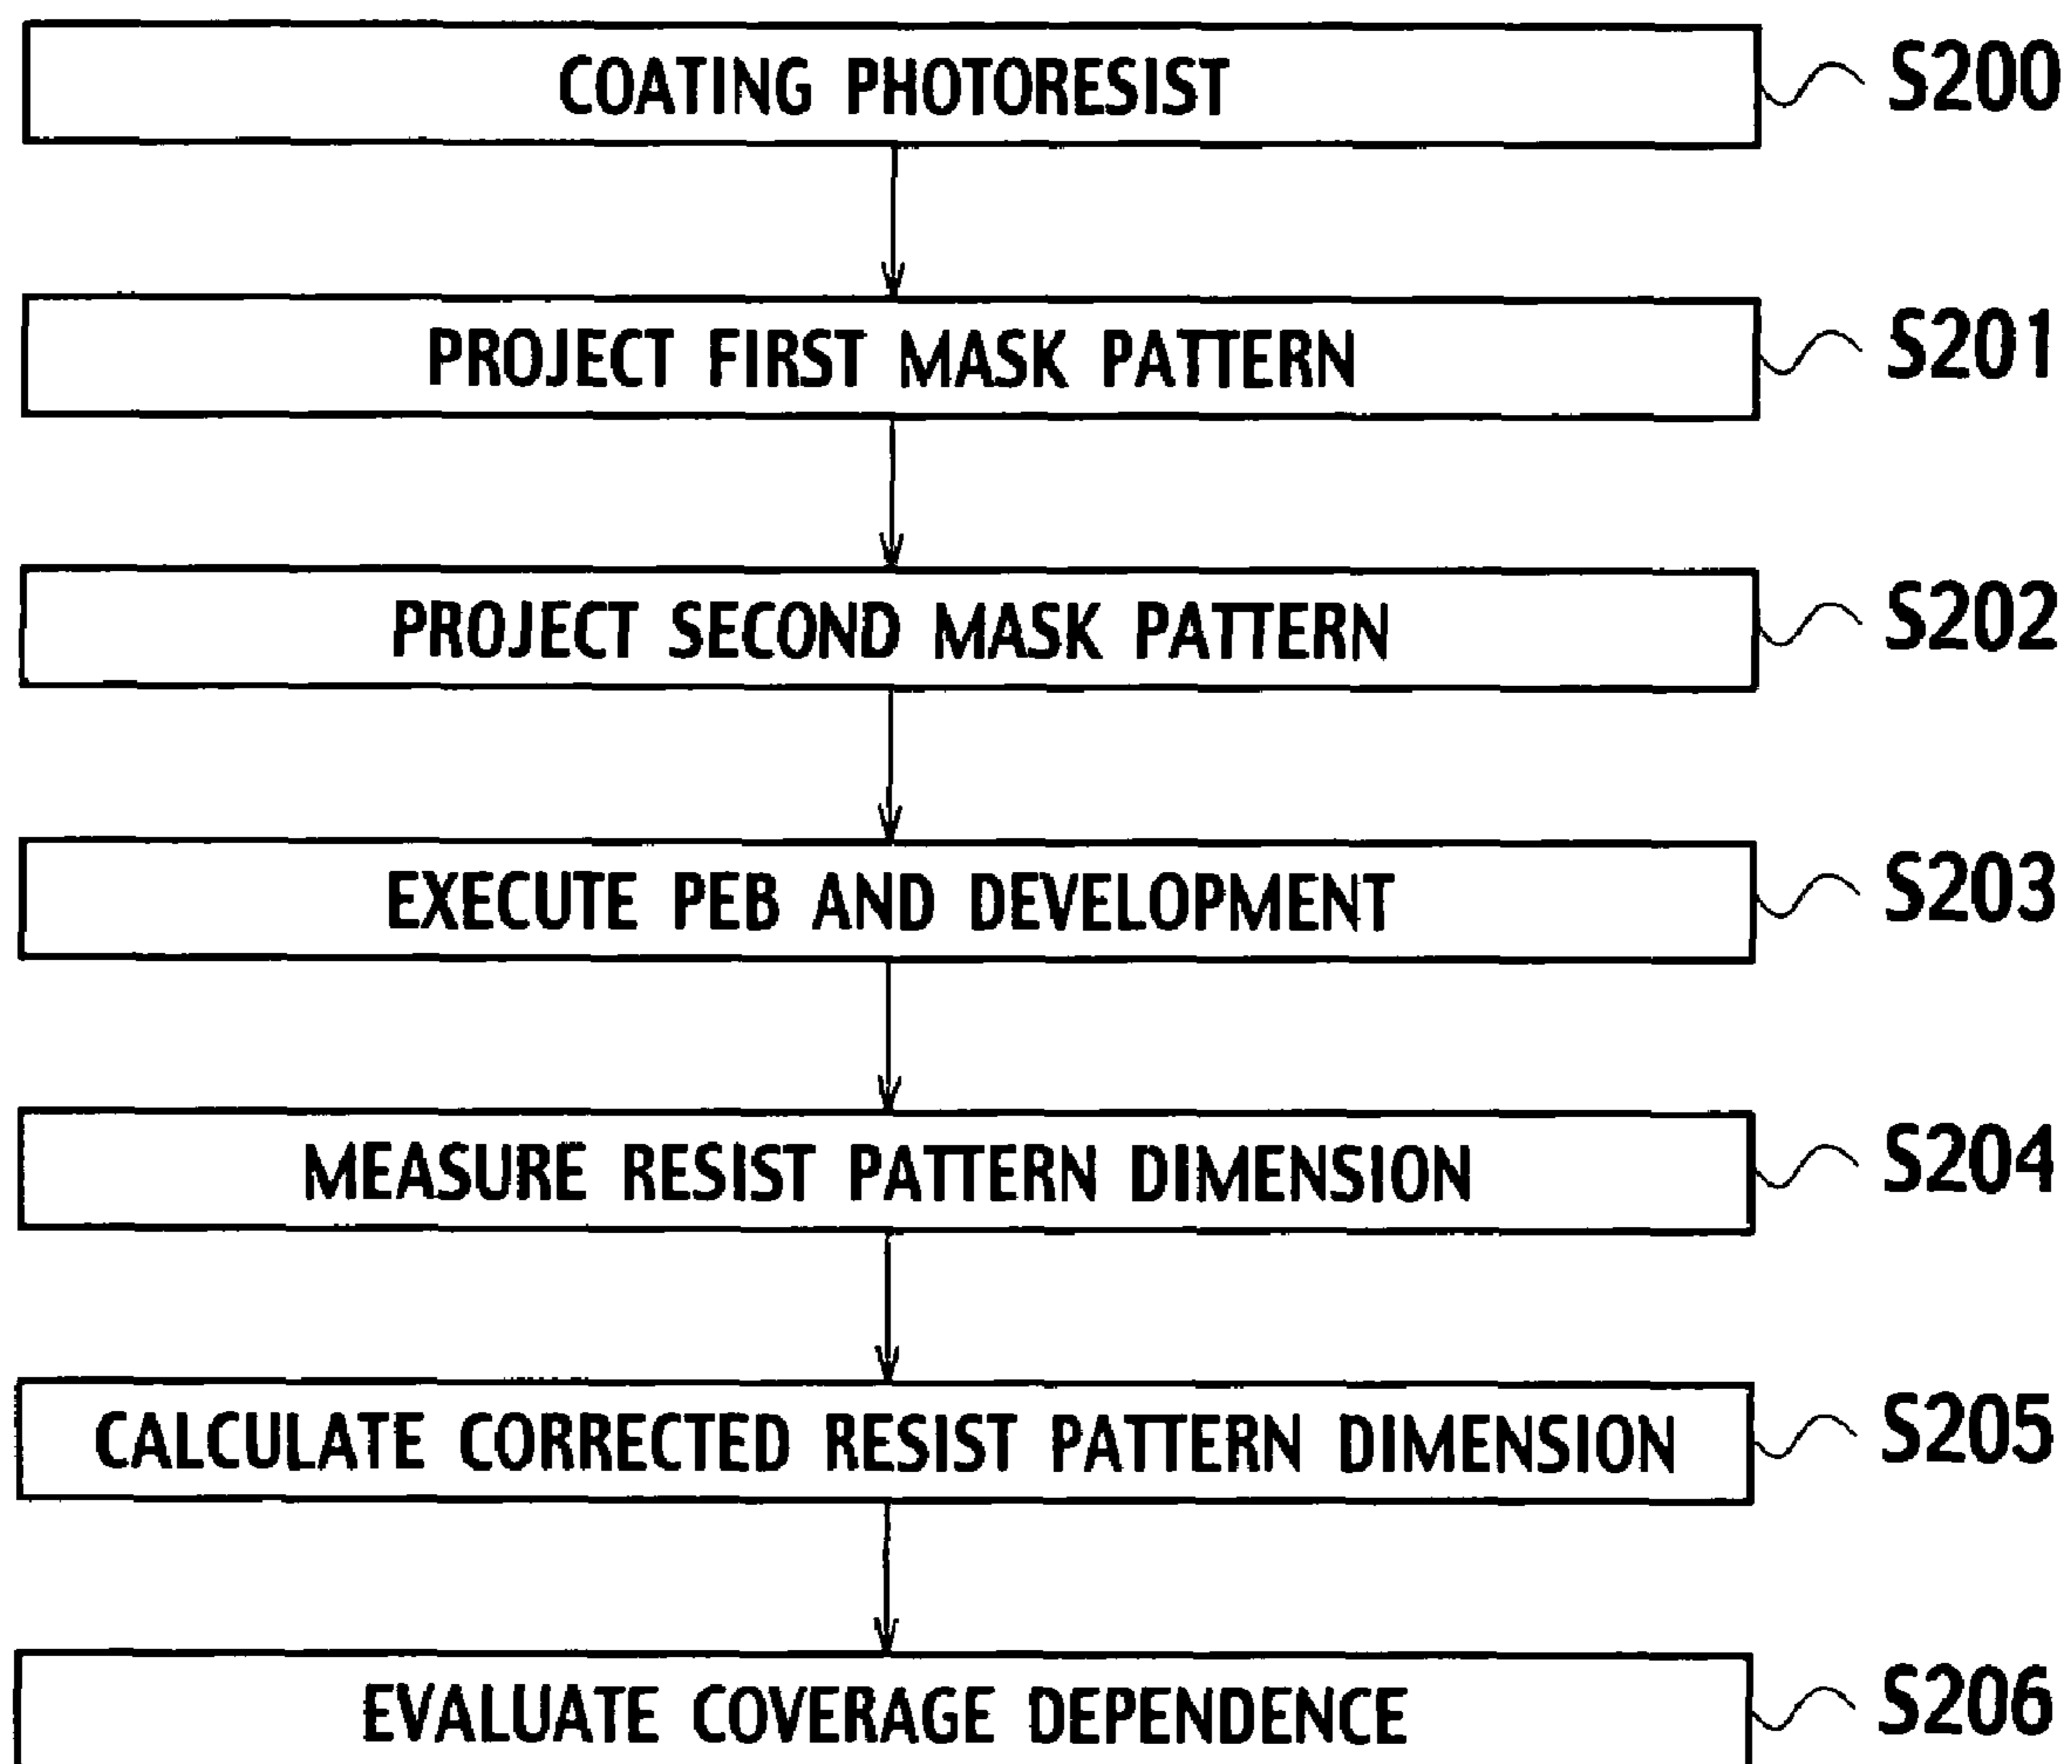 COATING PHOTORESIST S200
PROJECT FIRST MASK PATTERN S201
PROJECT SECOND MASK PATTERN S202
EXECUTE PEB AND DEVELOPMENT S203
MEASURE RESIST PATTERN DIMENSION S204
CALCULATE CORRECTED RESIST PATTERN DIMENSION S205
EVALUATE COVERAGE DEPENDENCE S206